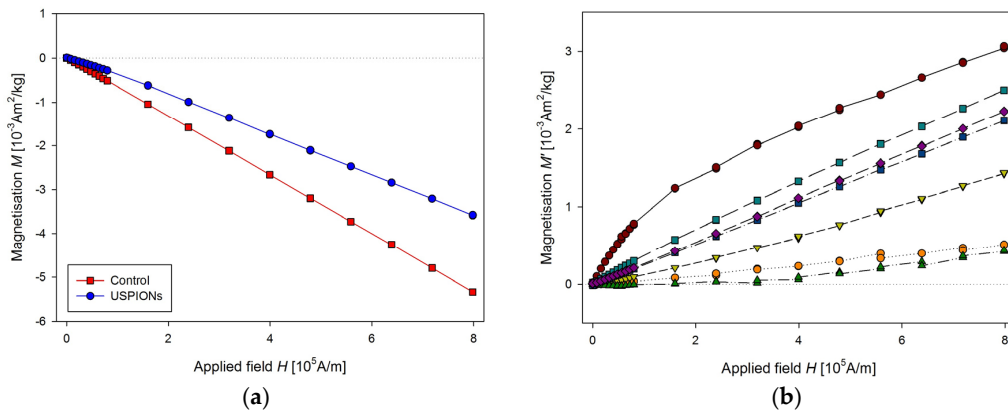 1
0
-1
-2
-3
-4
-5
-6
Magnetisation M [10⁻³Am²/kg]
Control
USPIONs
0 2 4 6 8
Applied field H [10⁵A/m]
(a)
3
2
1
0
Magnetisation M' [10⁻³Am²/kg]
0 2 4 6 8
Applied field H [10⁵A/m]
(b)